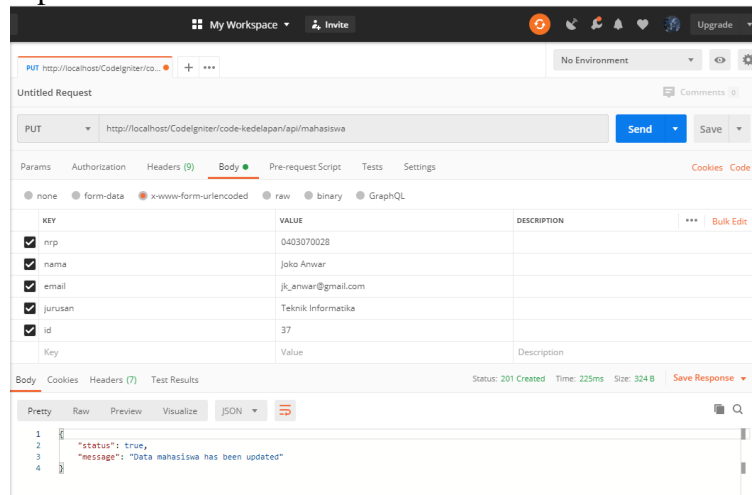 My Workspace
Invite
Upgrade
PUT http://localhost/CodeIgniter/co...
No Environment
Untitled Request
Comments 0
PUT http://localhost/CodeIgniter/code-kedelapan/api/mahasiswa Send Save
Params Authorization Headers (9) Body Pre-request Script Tests Settings Cookies Code
none form-data x-www-form-urlencoded raw binary GraphQL
KEY VALUE DESCRIPTION Bulk Edit
nrp 0403070028
nama Joko Anwar
email jk_anwar@gmail.com
jurusan Teknik Informatika
id 37
Key Value Description
Body Cookies Headers (7) Test Results Status: 201 Created Time: 225ms Size: 324 B Save Response
Pretty Raw Preview Visualize JSON
1 {
2 "status": true,
3 "message": "Data mahasiswa has been updated"
4 }